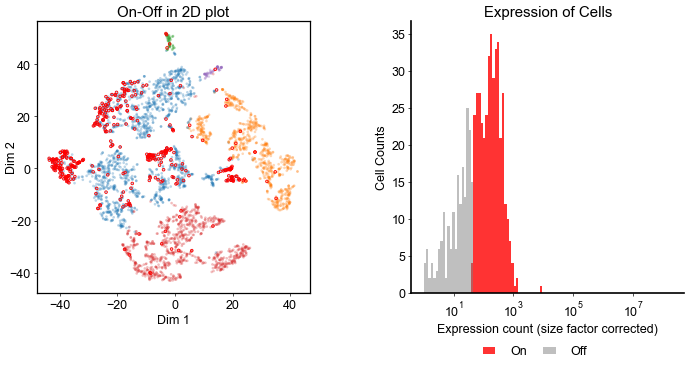 On-Off in 2D plot
Dim 2
40
20
0
−20
−40
−40 −20 0 20 40
Dim 1
Expression of Cells
Cell Counts
35
30
25
20
15
10
5
0
10^1 10^3 10^5 10^7
Expression count (size factor corrected)
On Off